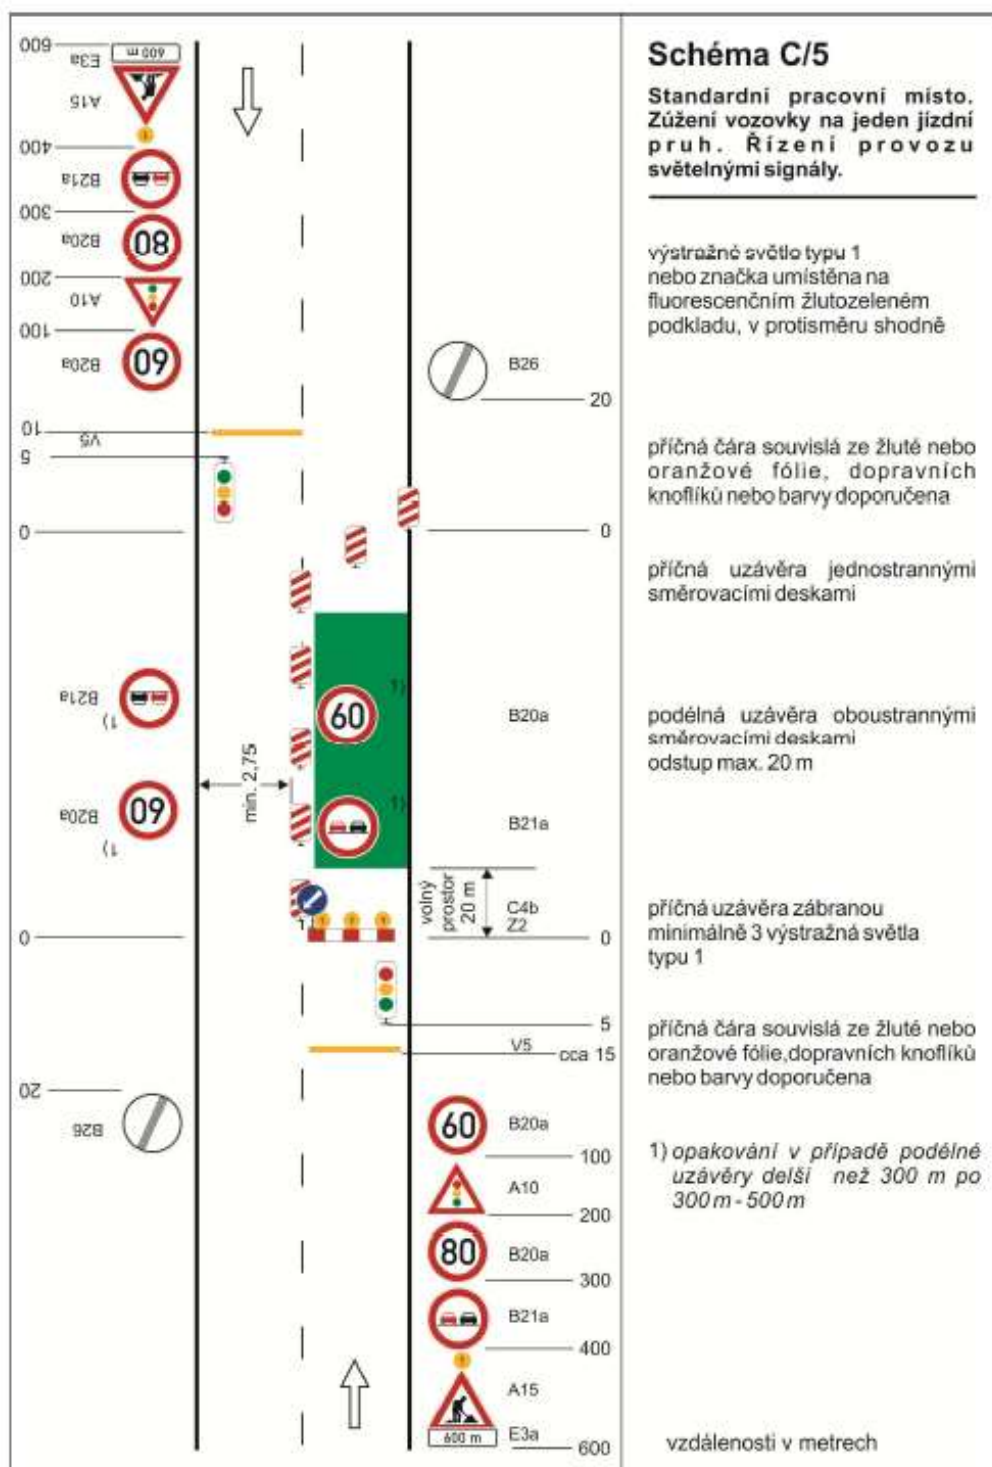 Schéma C/5
Standardní pracovní místo.
Zúžení vozovky na jeden jízdní
pruh. Řízení provozu
světelnými signály.
výstražné světlo typu 1
nebo značka umístěna na
fluorescenčním žlutozeleném
podkladu, v protisměru shodně
příčná čára souvislá ze žluté nebo
oranžové fólie, dopravních
knoflíků nebo barvy doporučena
příčná uzávěra jednostrannými
směrovacími deskami
podélná uzávěra oboustrannými
směrovacími deskami
odstup max. 20 m
příčná uzávěra zábranou
minimálně 3 výstražná světla
typu 1
příčná čára souvislá ze žluté nebo
oranžové fólie,dopravních knoflíků
nebo barvy doporučena
1) opakování v případě podélné
uzávěry delší než 300 m po
300 m - 500 m
vzdálenosti v metrech
600
E3a
600 m
A15
1
400
B21a
300
B20a
80
200
A10
100
B20a
60
10
V5
5
0
B26
20
0
B21a
1)
B20a
60
1)
min. 2,75
1)
60
B20a
1)
B21a
volný
prostor
20 m
C4b
Z2
1
1
1
1
0
0
5
V5
cca 15
20
B26
60
B20a
100
A10
200
80
B20a
300
B21a
400
1
A15
600 m
E3a
600